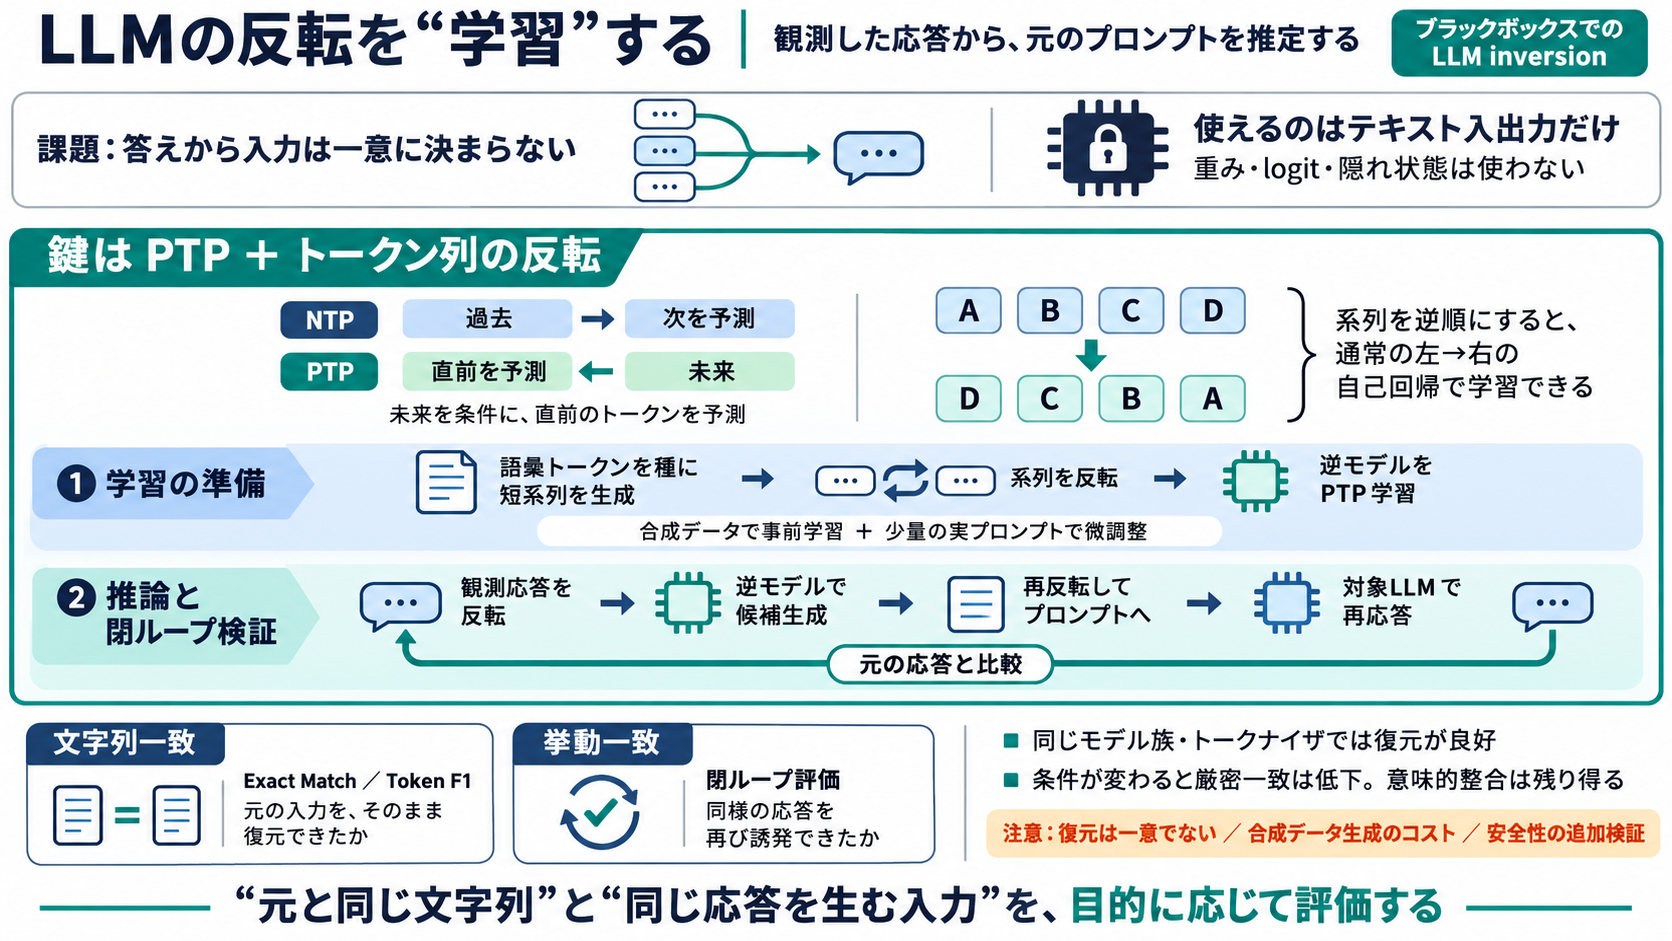 LLMの反転を“学習”する
観測した応答から、元のプロンプトを推定する
ブラックボックスでの
LLM inversion
課題：答えから入力は一意に決まらない
使えるのはテキスト入出力だけ
重み・logit・隠れ状態は使わない
鍵は PTP ＋ トークン列の反転
NTP 過去 → 次を予測
PTP 直前を予測 ← 未来
未来を条件に、直前のトークンを予測
A B C D
D C B A
系列を逆順にすると、
通常の左→右の
自己回帰で学習できる
1 学習の準備
語彙トークンを種に
短系列を生成
系列を反転
逆モデルを
PTP 学習
合成データで事前学習 ＋ 少量の実プロンプトで微調整
2 推論と
閉ループ検証
観測応答を
反転
逆モデルで
候補生成
再反転して
プロンプトへ
対象LLM で
再応答
元の応答と比較
文字列一致
Exact Match ／ Token F1
元の入力を、そのまま
復元できたか
挙動一致
閉ループ評価
同様の応答を
再び誘発できたか
同じモデル族・トークナイザでは復元が良好
条件が変わると厳密一致は低下。意味的整合は残り得る
注意：復元は一意でない ／ 合成データ生成のコスト ／ 安全性の追加検証
“元と同じ文字列”と“同じ応答を生む入力”を、目的に応じて評価する